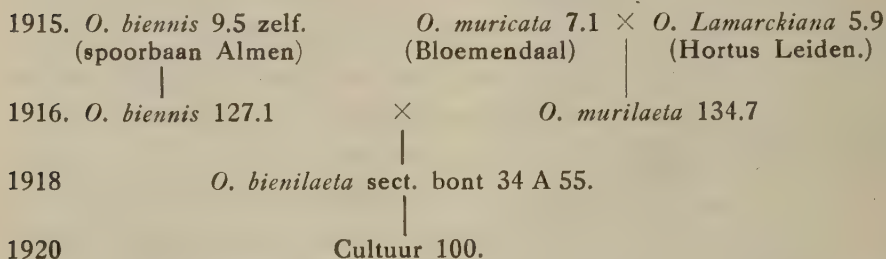 1915. O. biennis 9.5 zelf. O. muricata 7.1 × O. Lamarckiana 5.9
(spoorbaan Almen) (Bloemendaal) (Hortus Leiden.)
1916. O. biennis 127.1 × O. murilaeta 134.7
1918 O. bienilaeta sect. bont 34 A 55.
1920 Cultuur 100.